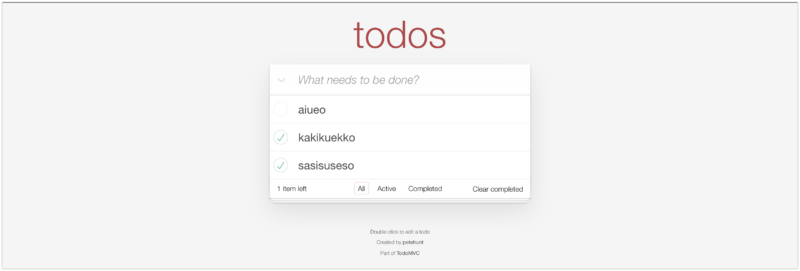 todos
What needs to be done?
aiueo
kakikuekko
sasisuseso
1 item left All Active Completed Clear completed
Double-click to edit a todo
Created by petehunt
Part of TodoMVC